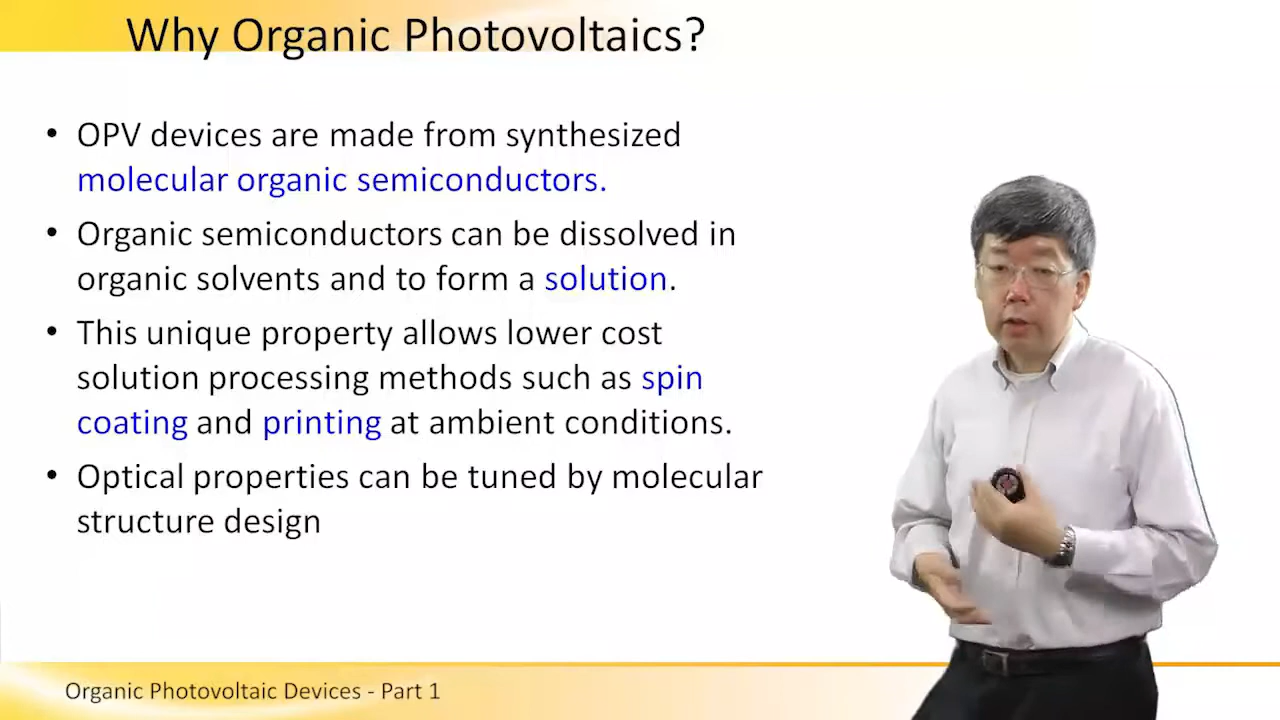 Why Organic Photovoltaics?
• OPV devices are made from synthesized
molecular organic semiconductors.
• Organic semiconductors can be dissolved in
organic solvents and to form a solution.
• This unique property allows lower cost
solution processing methods such as spin
coating and printing at ambient conditions.
• Optical properties can be tuned by molecular
structure design
Organic Photovoltaic Devices - Part 1